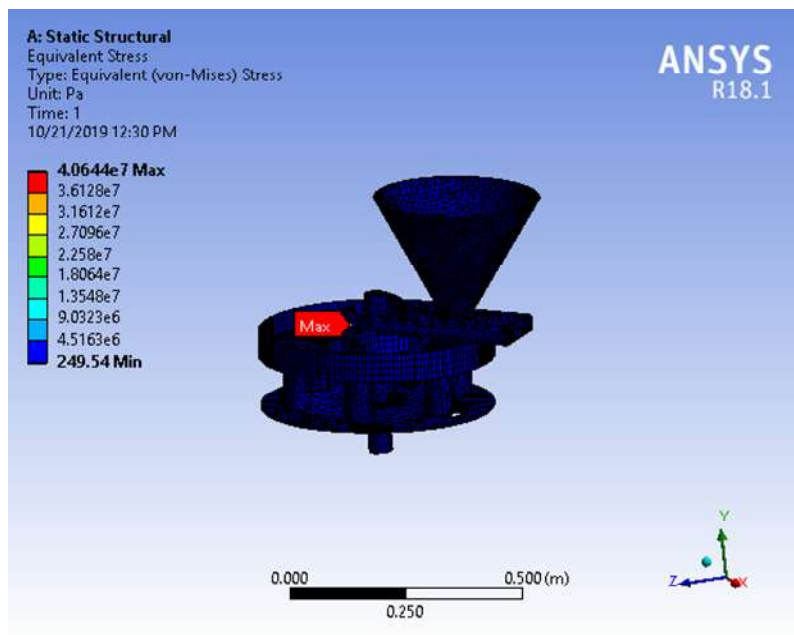 A: Static Structural
Equivalent Stress
Type: Equivalent (von-Mises) Stress
Unit: Pa
Time: 1
10/21/2019 12:30 PM
ANSYS
R18.1
4.0644e7 Max
3.6128e7
3.1612e7
2.7096e7
2.258e7
1.8064e7
1.3548e7
9.0323e6
4.5163e6
249.54 Min
Max
0.000
0.500 (m)
0.250
Y
Z
X